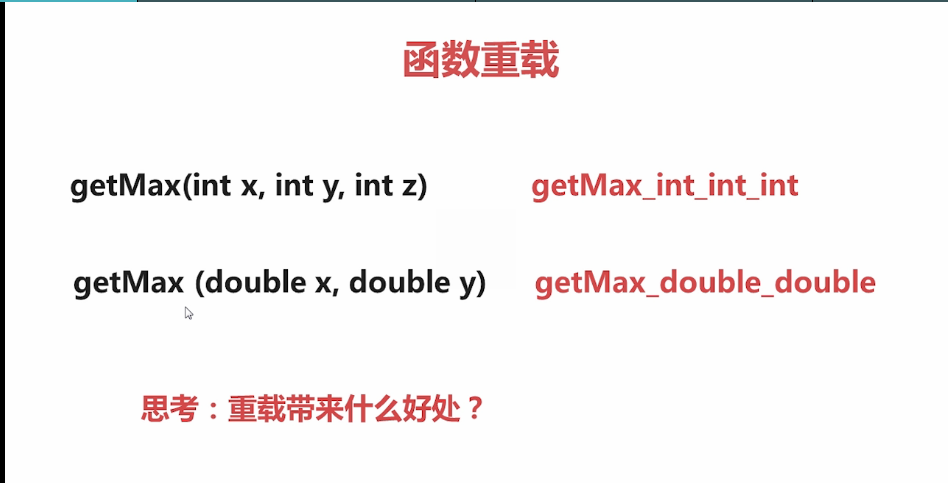 函数重载
getMax(int x, int y, int z) getMax_int_int_int
getMax (double x, double y) getMax_double_double
思考：重载带来什么好处？